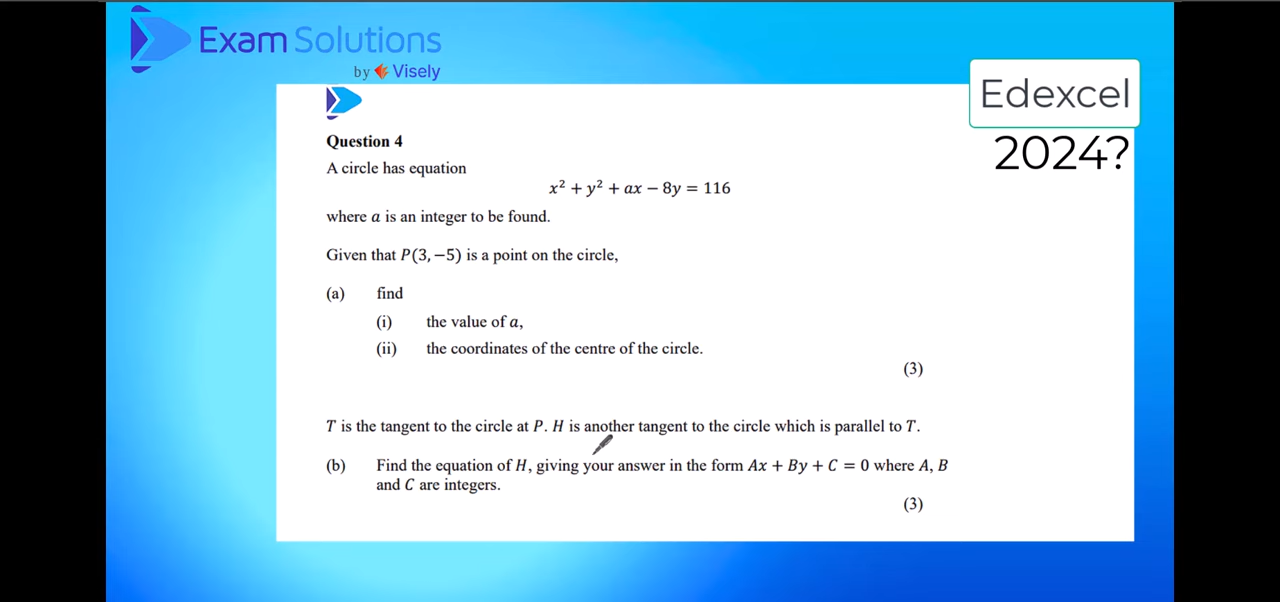 Exam Solutions
by Visely
Edexcel
2024?
Question 4
A circle has equation
x² + y² + ax − 8y = 116
where a is an integer to be found.
Given that P(3, −5) is a point on the circle,
(a) find
(i) the value of a,
(ii) the coordinates of the centre of the circle.
(3)
T is the tangent to the circle at P. H is another tangent to the circle which is parallel to T.
(b) Find the equation of H, giving your answer in the form Ax + By + C = 0 where A, B
and C are integers.
(3)